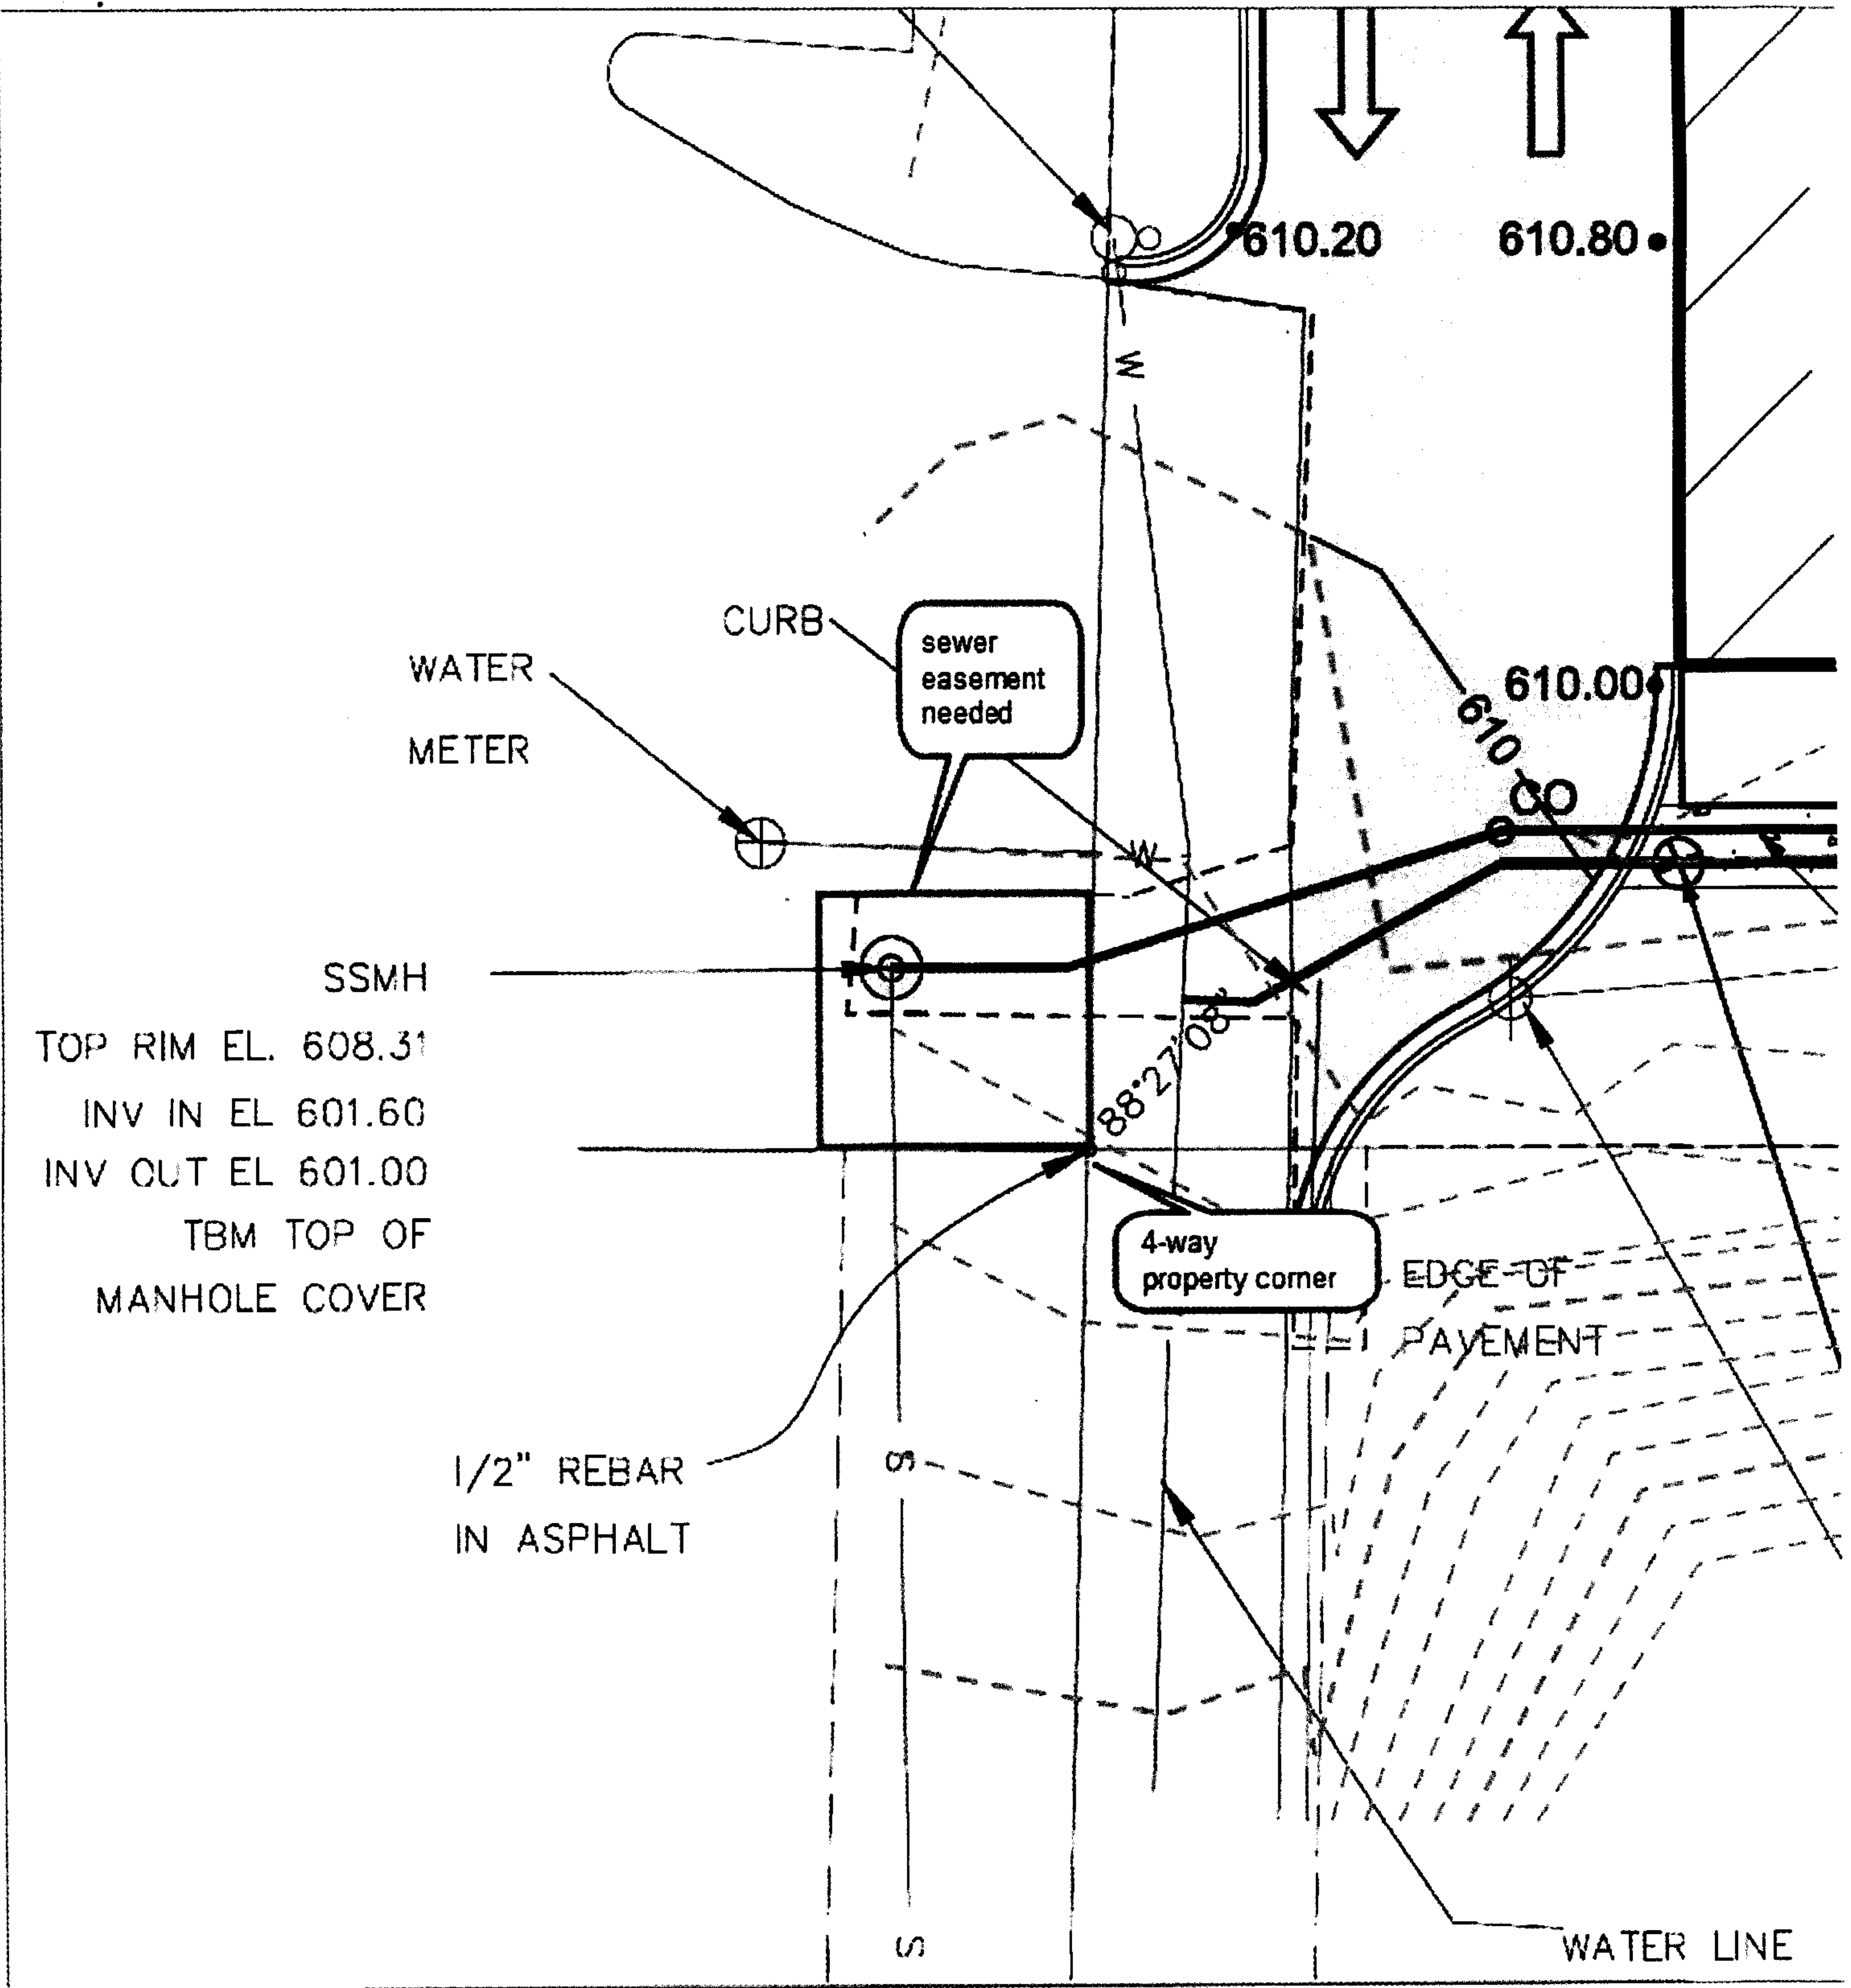 610.20
610.80
W
CURB
sewer
easement
needed
WATER
METER
610.00
610
CO
W
SSMH
TOP RIM EL. 608.31
INV IN EL 601.60
INV OUT EL 601.00
TBM TOP OF
MANHOLE COVER
88°27'08"
4-way
property corner
EDGE OF
PAVEMENT
1/2" REBAR
IN ASPHALT
S
S
WATER LINE